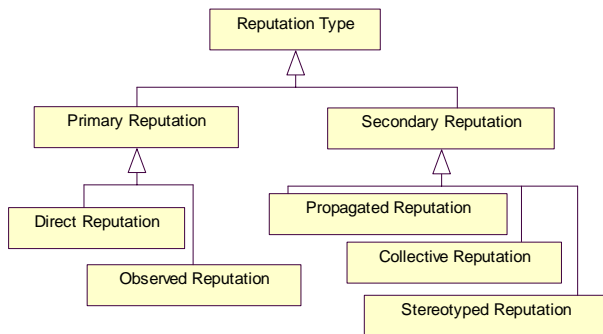 Reputation Type
Primary Reputation
Secondary Reputation
Direct Reputation
Propagated Reputation
Observed Reputation
Collective Reputation
Stereotyped Reputation